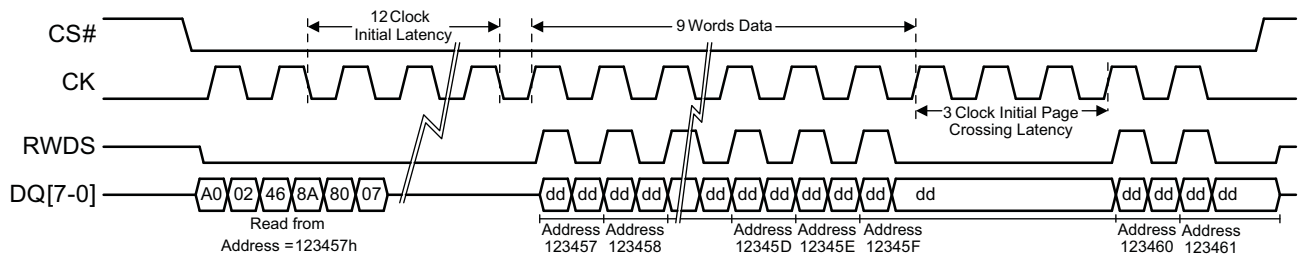 12 Clock
Initial Latency
9 Words Data
CS#
CK
3 Clock Initial Page
Crossing Latency
RWDS
DQ[7-0]
A0 02 46 8A 80 07
dd dd dd dd dd dd dd dd dd dd dd dd dd dd dd
Read from
Address =123457h
Address
123457
Address
123458
Address
12345D
Address
12345E
Address
12345F
Address
123460
Address
123461